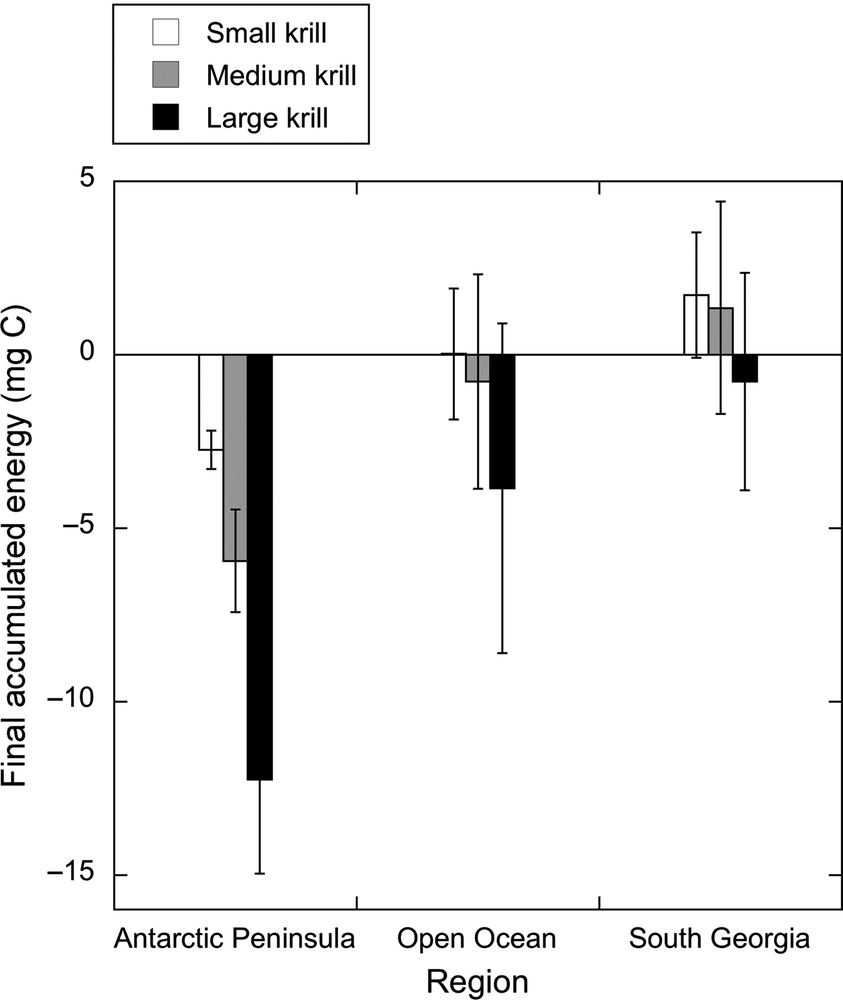 Small krill
Medium krill
Large krill
5
0
−5
−10
−15
Final accumulated energy (mg C)
Antarctic Peninsula
Open Ocean
South Georgia
Region